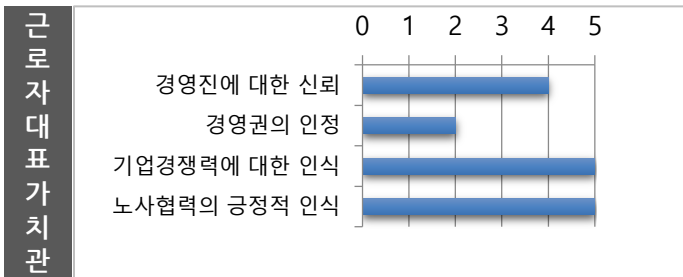 근로자대표가치관
0 1 2 3 4 5
경영진에 대한 신뢰
경영권의 인정
기업경쟁력에 대한 인식
노사협력의 긍정적 인식